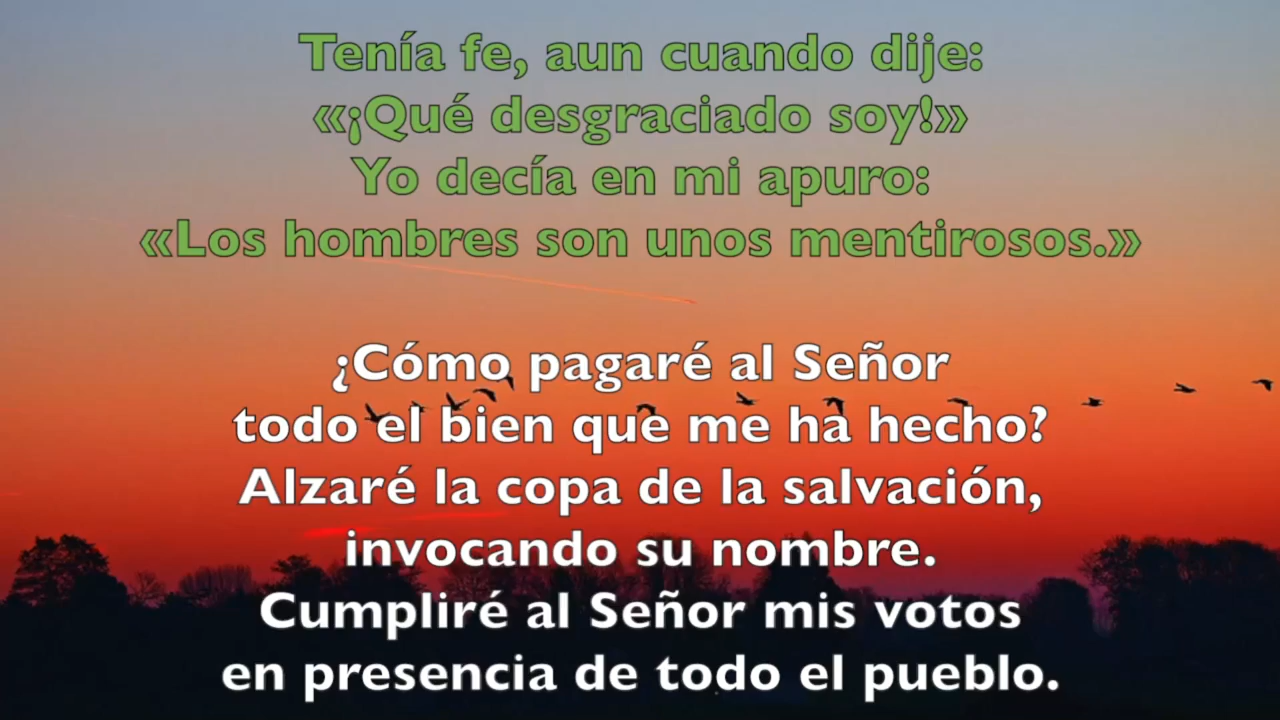 Tenía fe, aun cuando dije:
«¡Qué desgraciado soy!»
Yo decía en mi apuro:
«Los hombres son unos mentirosos.»
¿Cómo pagaré al Señor
todo el bien que me ha hecho?
Alzaré la copa de la salvación,
invocando su nombre.
Cumpliré al Señor mis votos
en presencia de todo el pueblo.